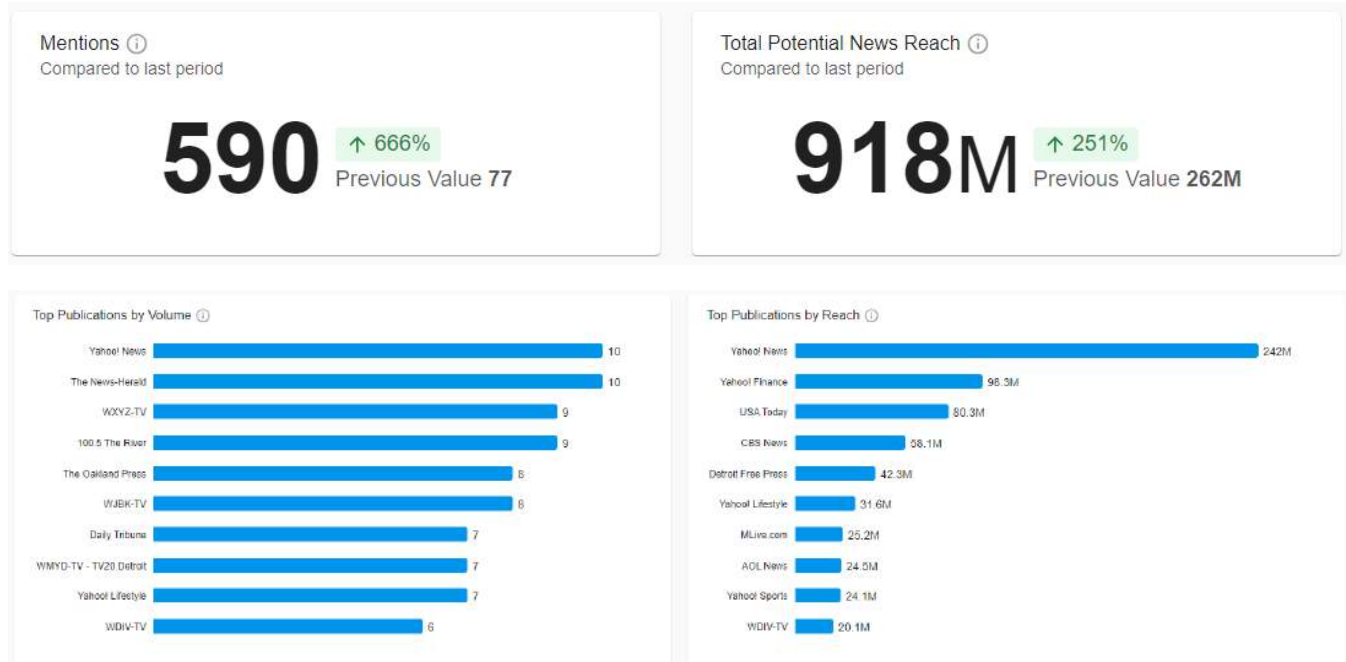 Mentions
Compared to last period
590
↑ 666%
Previous Value 77
Total Potential News Reach
Compared to last period
918M
↑ 251%
Previous Value 262M
Top Publications by Volume
Yahoo! News 10
The News-Herald 10
WXYZ-TV 9
100.5 The River 9
The Oakland Press 8
WJBK-TV 8
Daily Tribune 7
WMYD-TV - TV20 Detroit 7
Yahoo! Lifestyle 7
WDIV-TV 6
Top Publications by Reach
Yahoo! News 242M
Yahoo! Finance 98.3M
USA Today 80.3M
CBS News 58.1M
Detroit Free Press 42.3M
Yahoo! Lifestyle 31.6M
MLive.com 25.2M
AOL News 24.5M
Yahoo! Sports 24.1M
WDIV-TV 20.1M